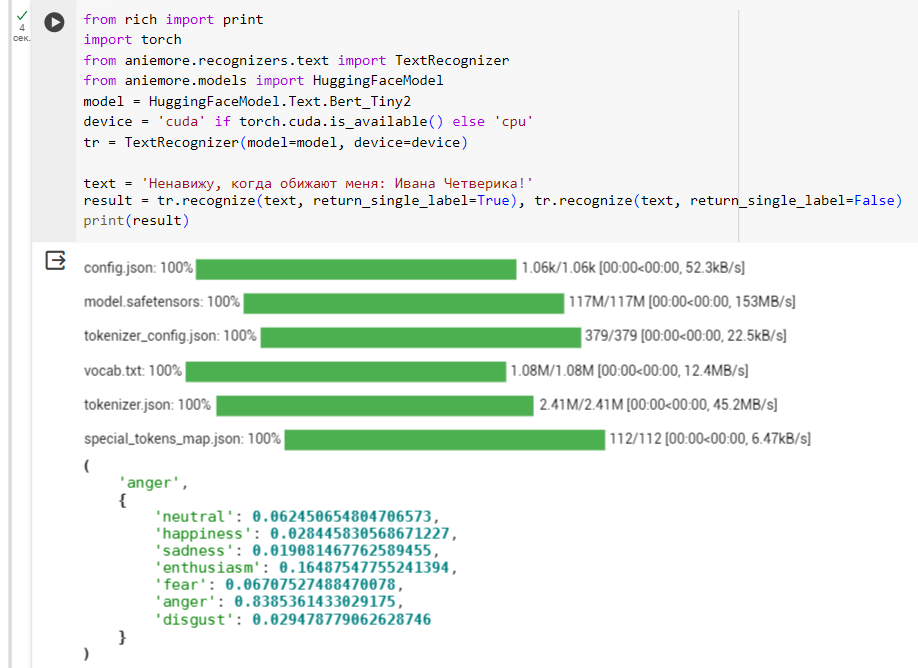 4
сек.
from rich import print
import torch
from aniemore.recognizers.text import TextRecognizer
from aniemore.models import HuggingFaceModel
model = HuggingFaceModel.Text.Bert_Tiny2
device = 'cuda' if torch.cuda.is_available() else 'cpu'
tr = TextRecognizer(model=model, device=device)
text = 'Ненавижу, когда обижают меня: Ивана Четверика!'
result = tr.recognize(text, return_single_label=True), tr.recognize(text, return_single_label=False)
print(result)
config.json: 100% 1.06k/1.06k [00:00<00:00, 52.3kB/s]
model.safetensors: 100% 117M/117M [00:00<00:00, 153MB/s]
tokenizer_config.json: 100% 379/379 [00:00<00:00, 22.5kB/s]
vocab.txt: 100% 1.08M/1.08M [00:00<00:00, 12.4MB/s]
tokenizer.json: 100% 2.41M/2.41M [00:00<00:00, 45.2MB/s]
special_tokens_map.json: 100% 112/112 [00:00<00:00, 6.47kB/s]
(
    'anger',
    {
        'neutral': 0.062450654804706573,
        'happiness': 0.028445830568671227,
        'sadness': 0.019081467762589455,
        'enthusiasm': 0.16487547755241394,
        'fear': 0.06707527488470078,
        'anger': 0.8385361433029175,
        'disgust': 0.029478779062628746
    }
)